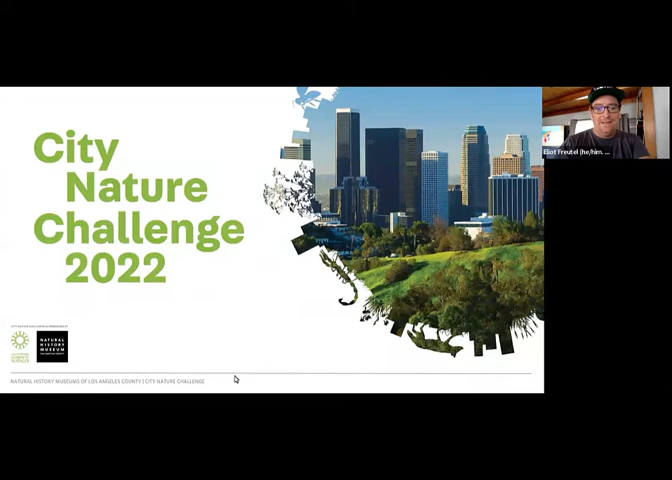 City
Nature
Challenge
2022
Eliot Freutel (he/him. ...
NATURAL
HISTORY
MUSEUM
NATURAL HISTORY MUSEUMS OF LOS ANGELES COUNTY | CITY NATURE CHALLENGE